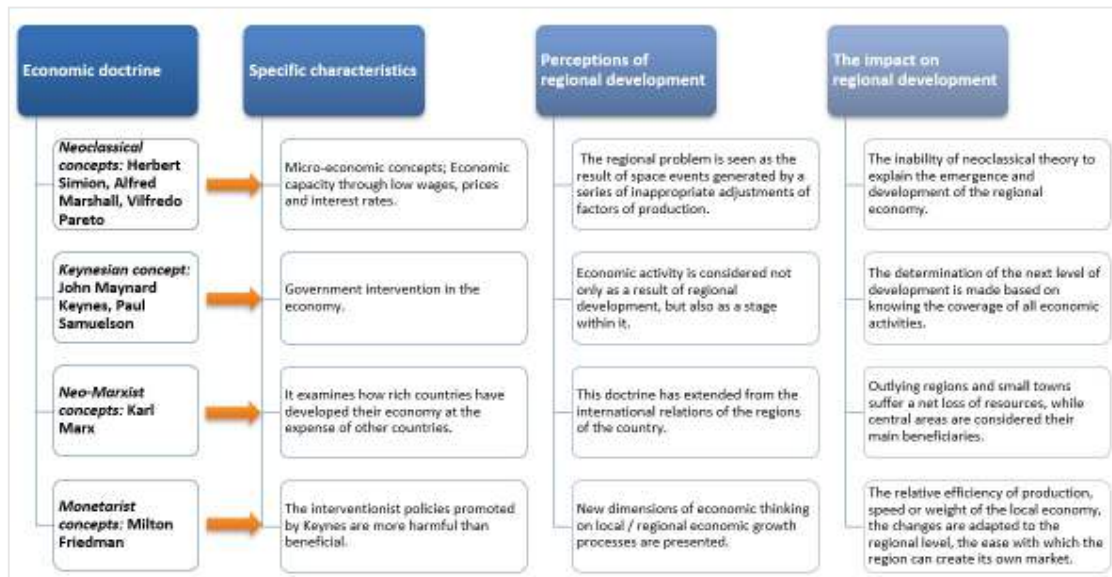 Economic doctrine
Specific characteristics
Perceptions of
regional development
The impact on
regional development
Neoclassical
concepts: Herbert
Simion, Alfred
Marshall, Vilfredo
Pareto
Micro-economic concepts; Economic
capacity through low wages, prices
and interest rates.
The regional problem is seen as the
result of space events generated by a
series of inappropriate adjustments of
factors of production.
The inability of neoclassical theory to
explain the emergence and
development of the regional
economy.
Keynesian concept:
John Maynard
Keynes, Paul
Samuelson
Government intervention in the
economy.
Economic activity is considered not
only as a result of regional
development, but also as a stage
within it.
The determination of the next level of
development is made based on
knowing the coverage of all economic
activities.
Neo-Marxist
concepts: Karl
Marx
It examines how rich countries have
developed their economy at the
expense of other countries.
This doctrine has extended from the
international relations of the regions
of the country.
Outlying regions and small towns
suffer a net loss of resources, while
central areas are considered their
main beneficiaries.
Monetarist
concepts: Milton
Friedman
The interventionist policies promoted
by Keynes are more harmful than
beneficial.
New dimensions of economic thinking
on local / regional economic growth
processes are presented.
The relative efficiency of production,
speed or weight of the local economy,
the changes are adapted to the
regional level, the ease with which the
region can create its own market.